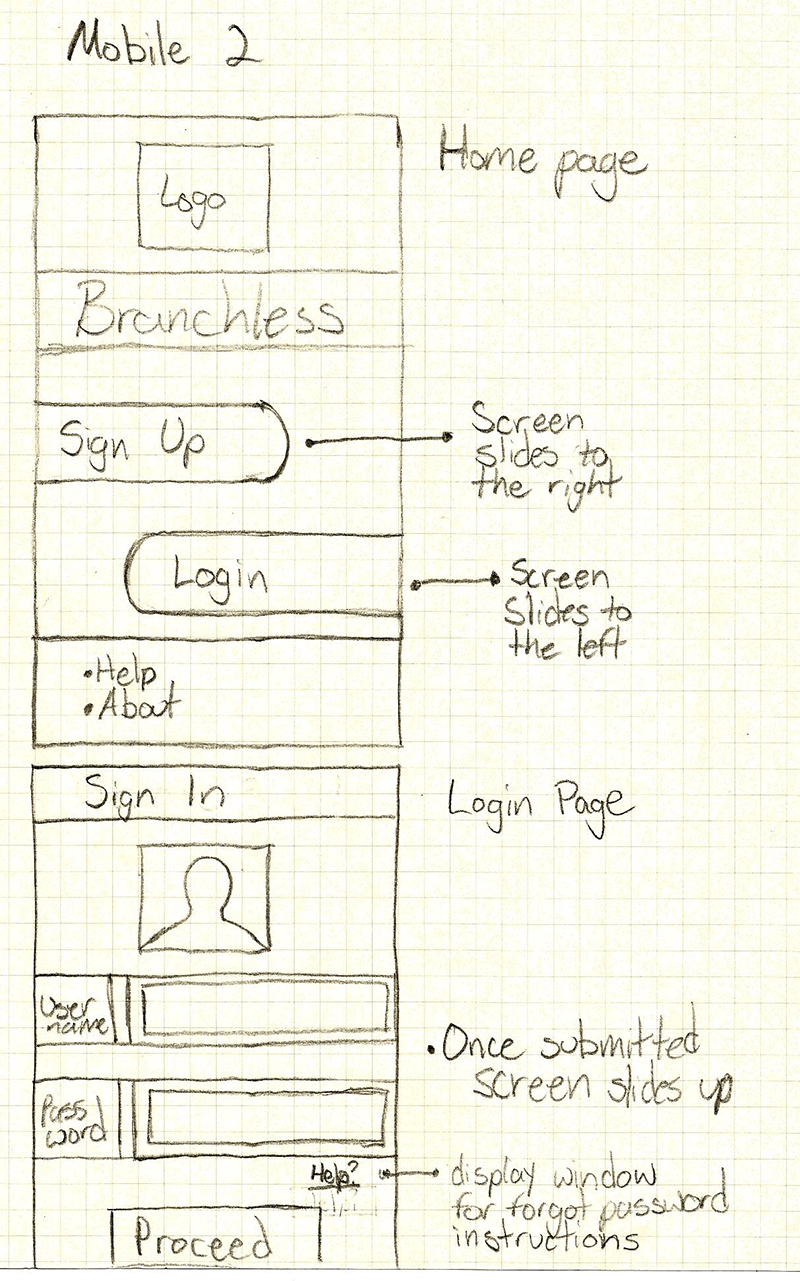 Mobile 2
Home page
Logo
Branchless
Sign Up
Screen
slides to
the right
Login
Screen
Slides to
the left
•Help
•About
Sign In
Login Page
User
name
•Once submitted
screen slides up
Pass
word
Help?
display window
for forgot password
instructions
Proceed